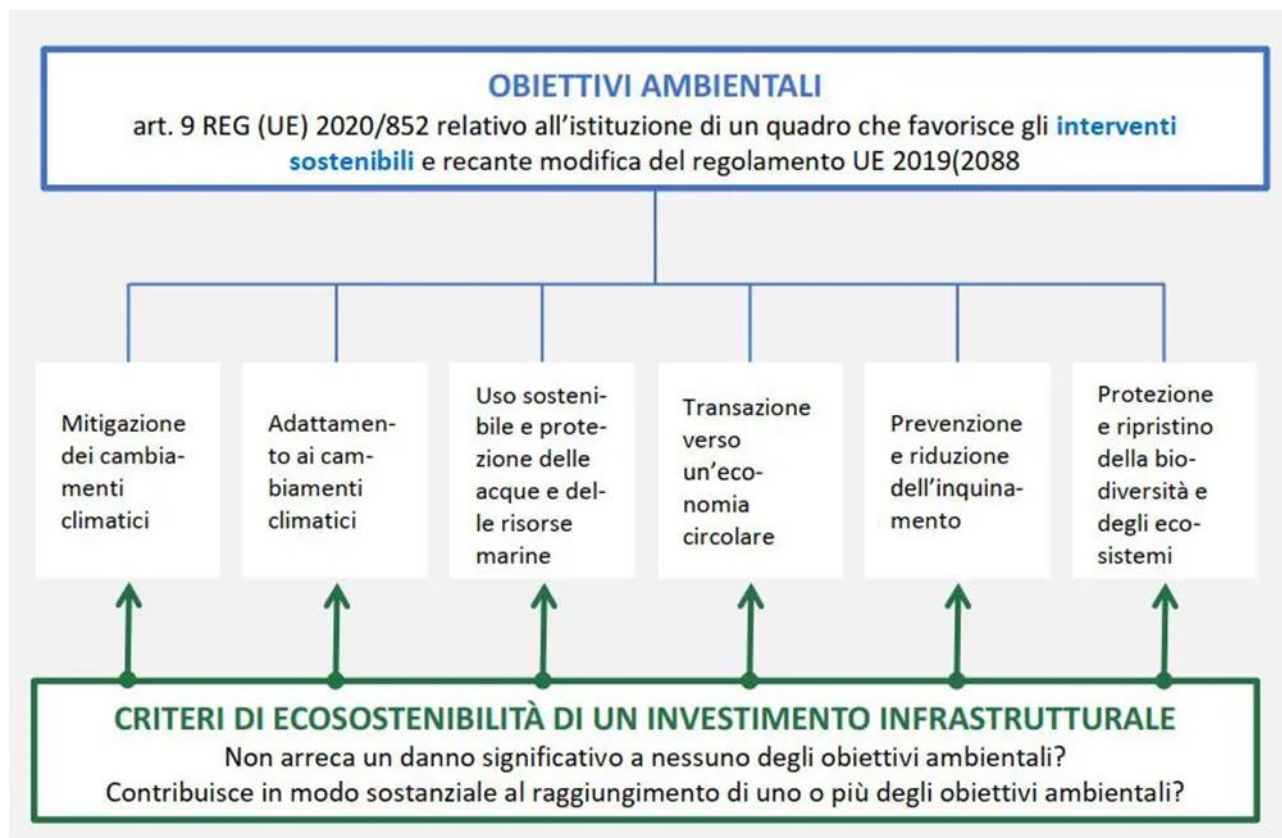 OBIETTIVI AMBIENTALI
art. 9 REG (UE) 2020/852 relativo all'istituzione di un quadro che favorisce gli interventi
sostenibili e recante modifica del regolamento UE 2019(2088
Mitigazione
dei cambia-
menti
climatici
Adattamen-
to ai cam-
biamenti
climatici
Uso sosteni-
bile e prote-
zione delle
acque e del-
le risorse
marine
Transazione
verso
un'eco-
nomia
circolare
Prevenzione
e riduzione
dell'inquina-
mento
Protezione
e ripristino
della bio-
diversità e
degli eco-
sistemi
CRITERI DI ECOSOSTENIBILITÀ DI UN INVESTIMENTO INFRASTRUTTURALE
Non arreca un danno significativo a nessuno degli obiettivi ambientali?
Contribuisce in modo sostanziale al raggiungimento di uno o più degli obiettivi ambientali?